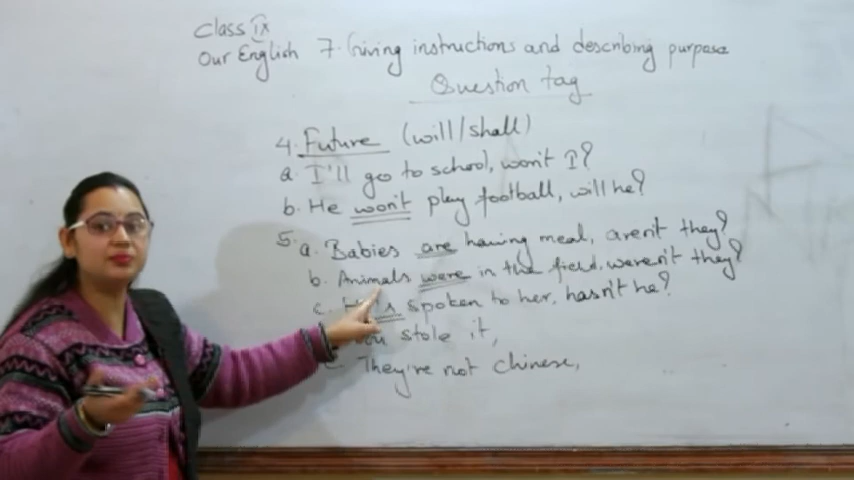 Class IX
Our English 7. Giving instructions and describing purpose
Question tag
4. Future (will/shall)
a. I'll go to school, won't I?
b. He won't play football, will he?
5. a. Babies are having meal, aren't they?
b. Animals were in the field, weren't they?
c. spoken to her, hasn't he?
stole it,
They're not Chinese,